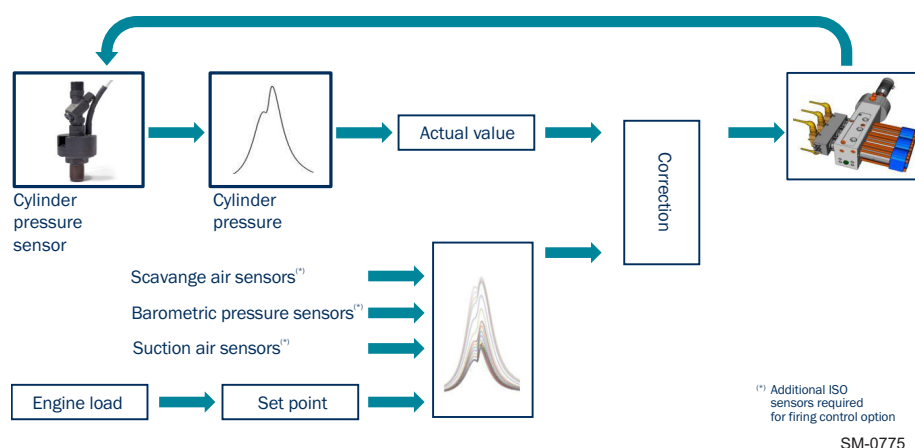 Actual value
Correction
Cylinder
pressure
sensor
Cylinder
pressure
Scavange air sensors(*)
Barometric pressure sensors(*)
Suction air sensors(*)
Engine load
Set point
(*) Additional ISO
sensors required
for firing control option
SM-0775